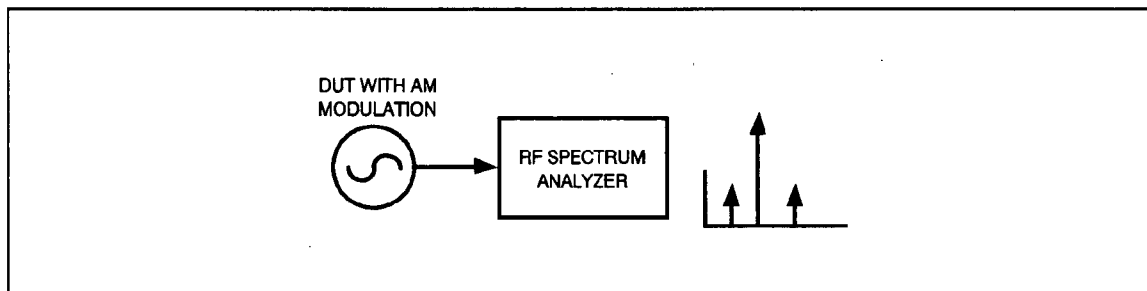 DUT WITH AM
MODULATION
RF SPECTRUM
ANALYZER